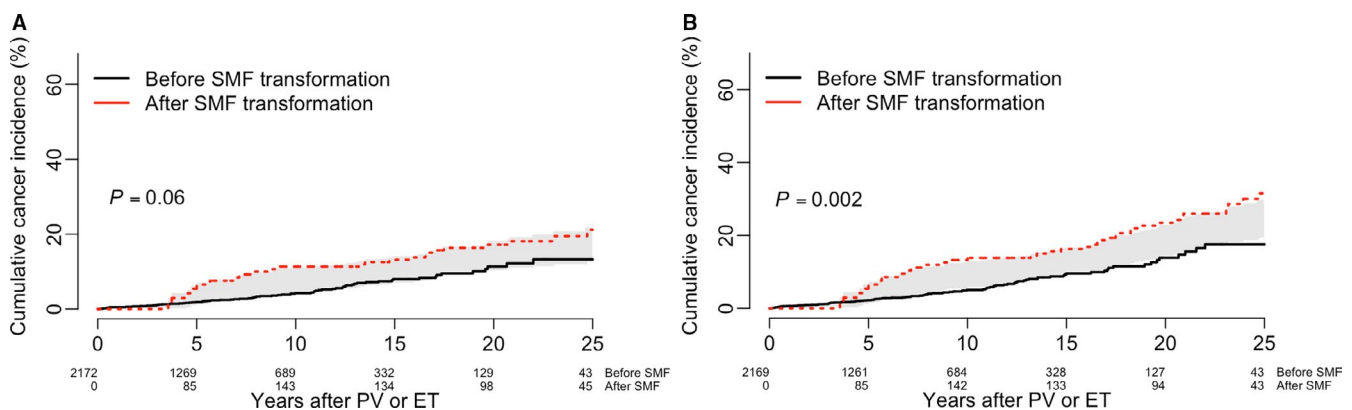 A
Cumulative cancer incidence (%)
60
40
20
0
Before SMF transformation
After SMF transformation
P = 0.06
0 5 10 15 20 25
2172 1269 689 332 129 43 Before SMF
0 85 143 134 98 45 After SMF
Years after PV or ET
B
Cumulative cancer incidence (%)
60
40
20
0
Before SMF transformation
After SMF transformation
P = 0.002
0 5 10 15 20 25
2169 1261 684 328 127 43 Before SMF
0 85 142 133 94 43 After SMF
Years after PV or ET